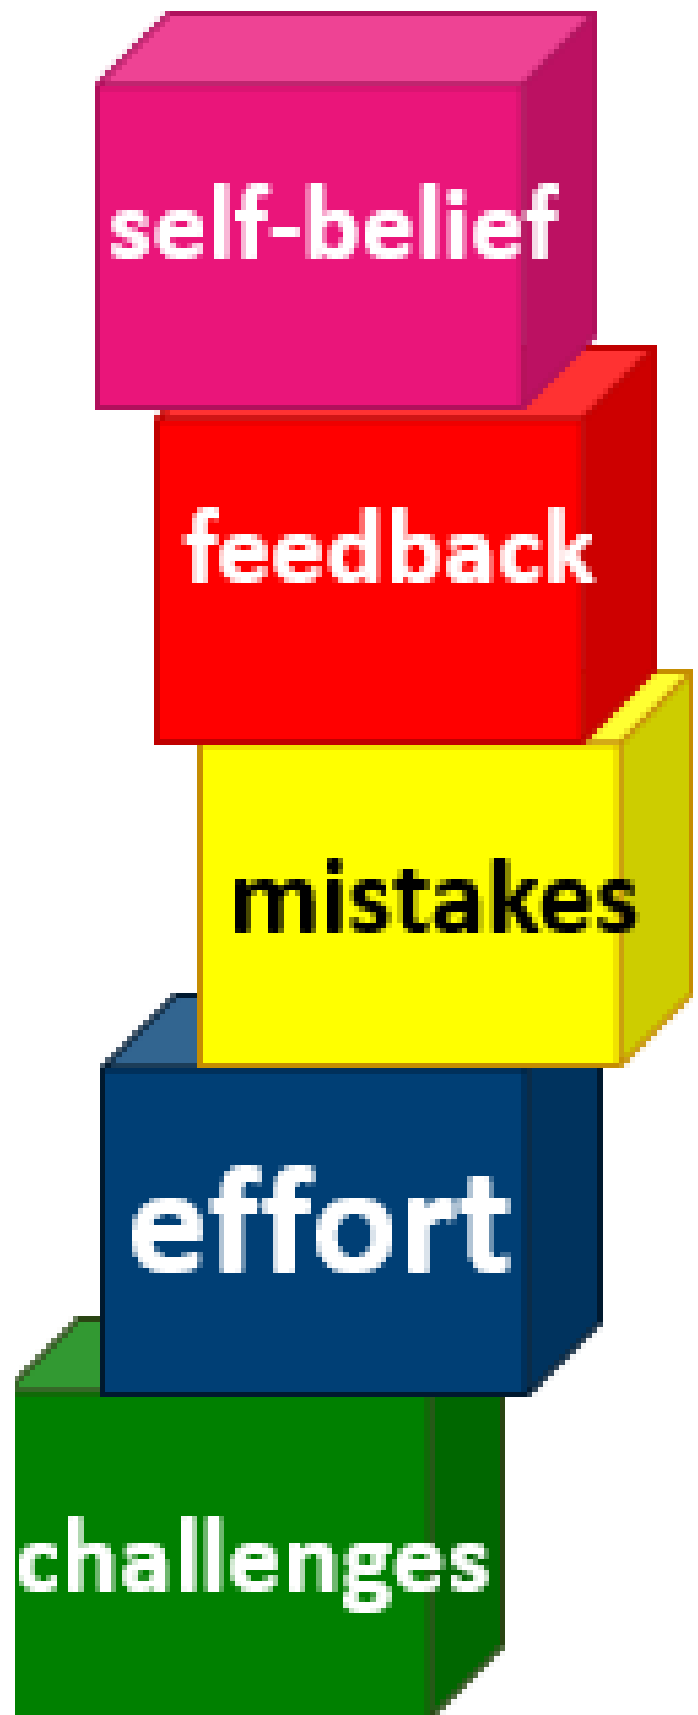 self-belief
feedback
mistakes
effort
challenges